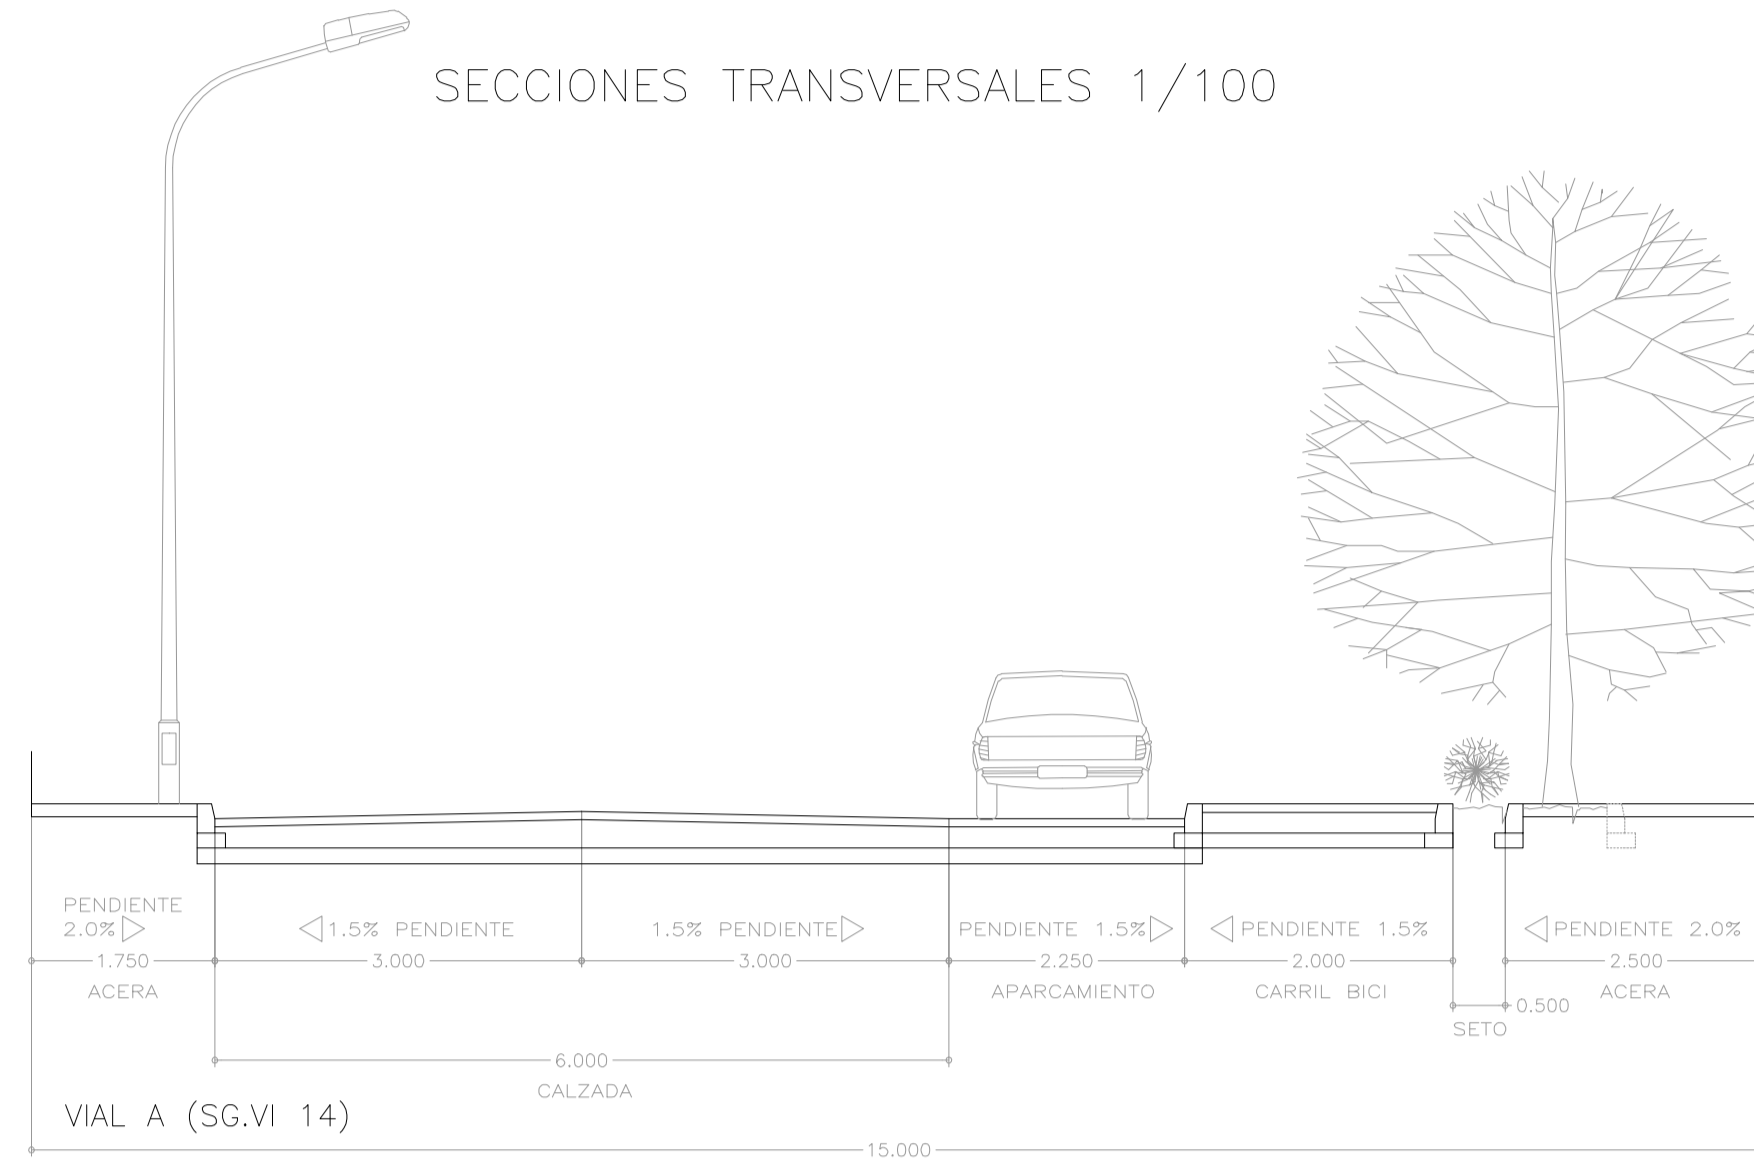 SECCIONES TRANSVERSALES 1/100
PENDIENTE
2.0%
1.5% PENDIENTE
1.5% PENDIENTE
PENDIENTE 1.5%
PENDIENTE 1.5%
PENDIENTE 2.0%
1.750
3.000
3.000
2.250
2.000
2.500
ACERA
APARCAMIENTO
CARRIL BICI
ACERA
0.500
SETO
6.000
CALZADA
VIAL A (SG.VI 14)
15.000